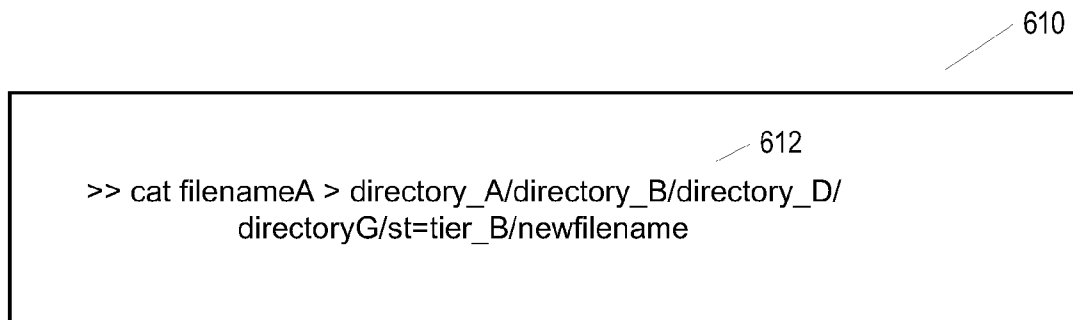 610
612
>> cat filenameA > directory_A/directory_B/directory_D/
directoryG/st=tier_B/newfilename